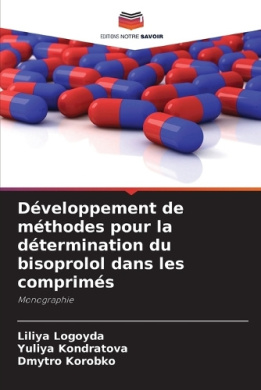 EDITIONS NOTRE SAVOIR
Développement de
méthodes pour la
détermination du
bisoprolol dans les
comprimés
Monographie
Liliya Logoyda
Yuliya Kondratova
Dmytro Korobko